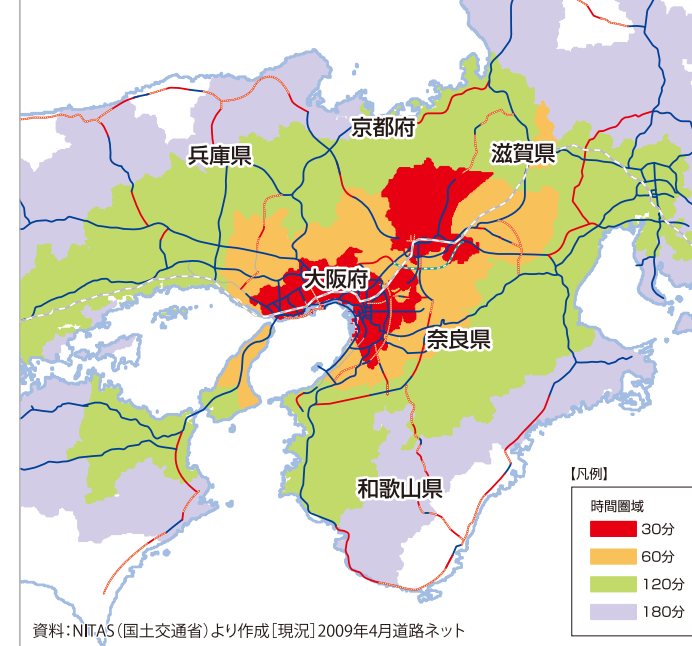 京都府
兵庫県
滋賀県
大阪府
奈良県
和歌山県
【凡例】
時間圏域
30分
60分
120分
180分
資料：NITAS（国土交通省）より作成［現況］2009年4月道路ネット